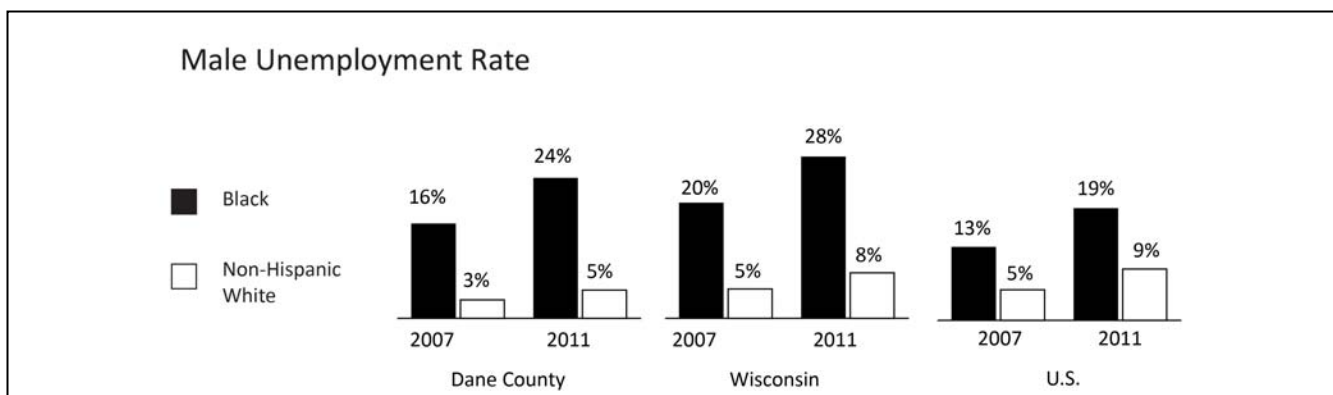 Male Unemployment Rate
Black
Non-Hispanic
White
16%
3%
24%
5%
2007
2011
Dane County
20%
5%
28%
8%
2007
2011
Wisconsin
13%
5%
19%
9%
2007
2011
U.S.